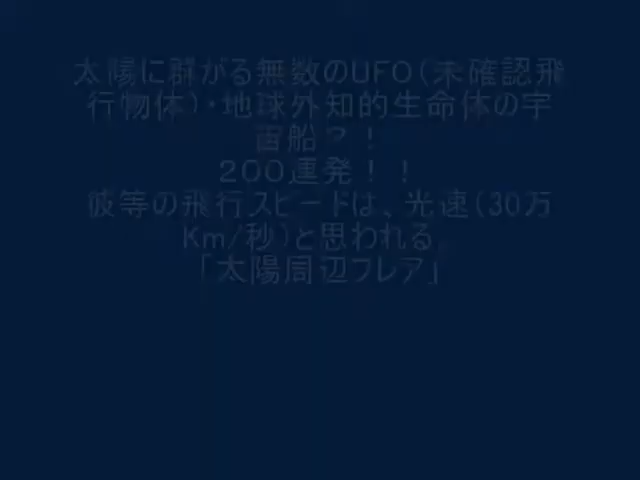 太陽に群がる無数のUFO(未確認飛
行物体)・地球外知的生命体の宇
宙船?!
200連発!!
彼等の飛行スピードは、光速(30万
Km/秒)と思われる
「太陽周辺フレア」